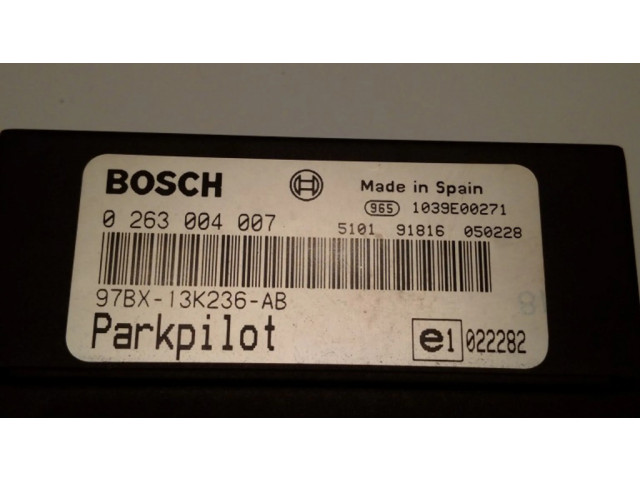 BOSCH Made in Spain
965 1039E00271
0 263 004 007 5101 91816 050228
97BX-13K236-AB
Parkpilot e1 022282